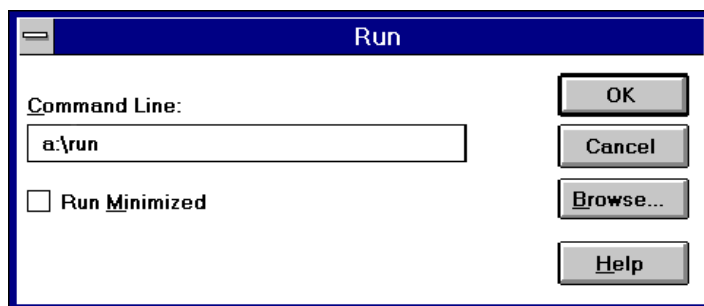 Run
Command Line:
a:\run
Run Minimized
OK
Cancel
Browse...
Help